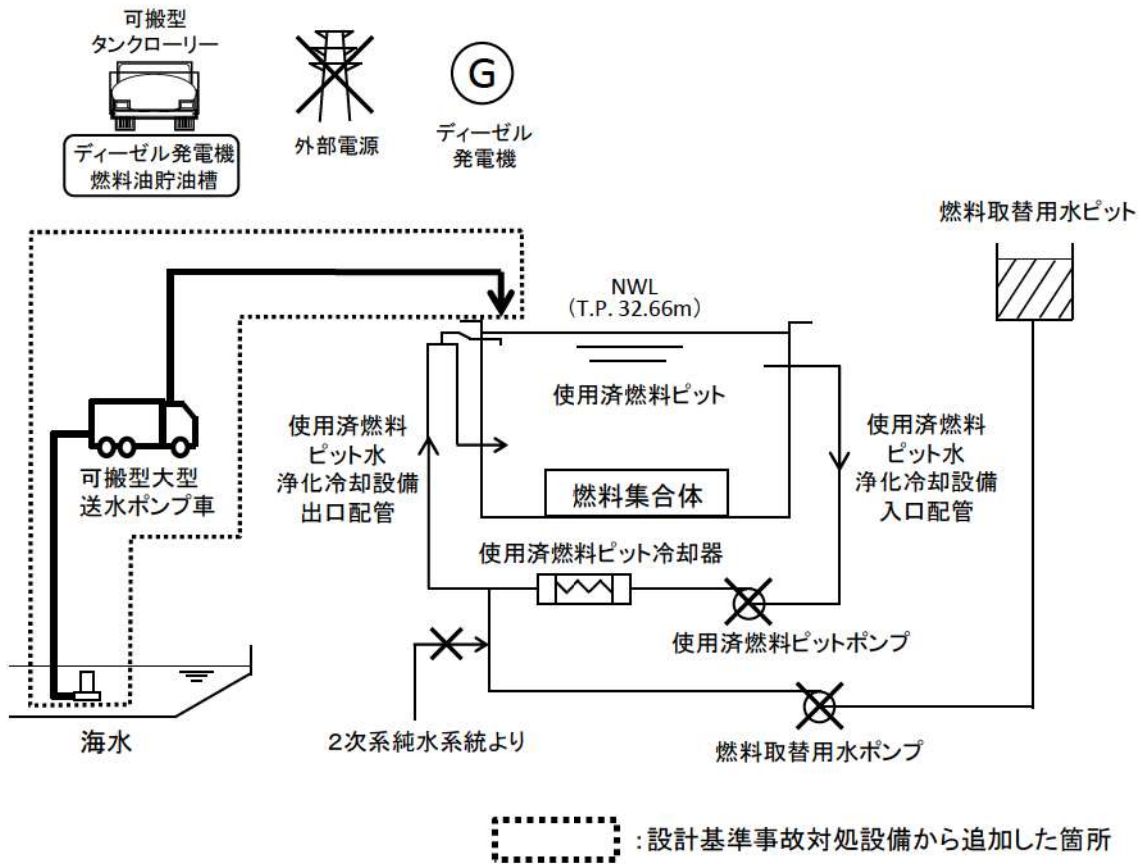 可搬型
タンクローリー
ディーゼル発電機
燃料油貯油槽
外部電源
G
ディーゼル
発電機
燃料取替用水ピット
NWL
(T.P. 32.66m)
使用済燃料ピット
使用済燃料
ピット水
浄化冷却設備
出口配管
使用済燃料
ピット水
浄化冷却設備
入口配管
可搬型大型
送水ポンプ車
燃料集合体
使用済燃料ピット冷却器
使用済燃料ピットポンプ
海水
2次系純水系統より
燃料取替用水ポンプ
:設計基準事故対処設備から追加した箇所